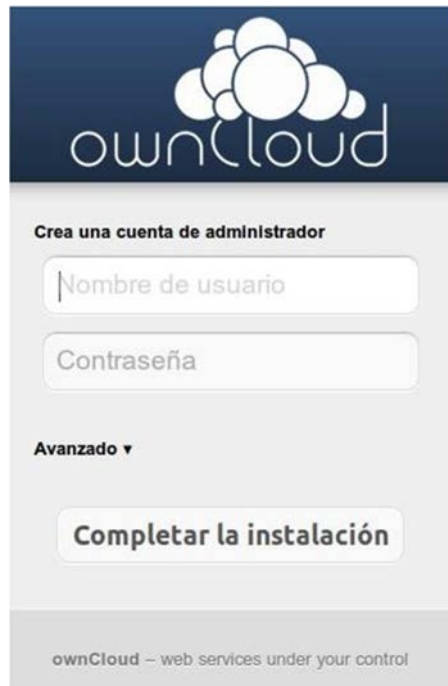 ownCloud
Crea una cuenta de administrador
Nombre de usuario
Contraseña
Avanzado ▾
Completar la instalación
ownCloud – web services under your control